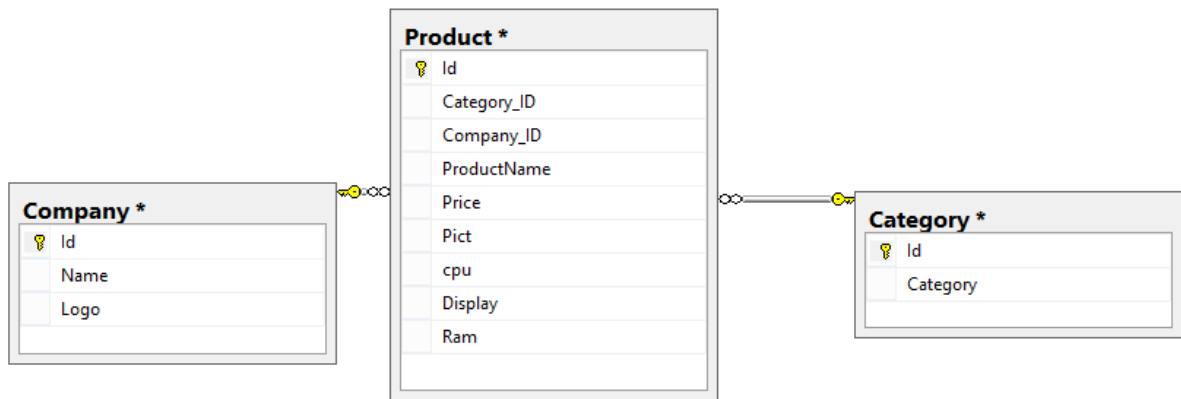 Company *
Id
Name
Logo
Product *
Id
Category_ID
Company_ID
ProductName
Price
Pict
cpu
Display
Ram
Category *
Id
Category